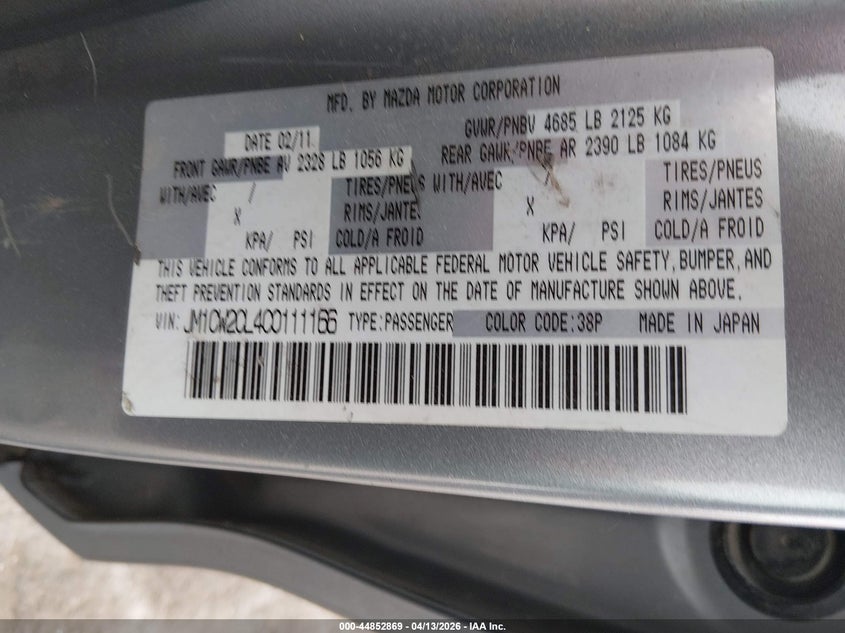 MFD. BY MAZDA MOTOR CORPORATION
DATE 02/11 GVWR/PNBV 4685 LB 2125 KG
FRONT GAWR/PNBE AV 2328 LB 1056 KG REAR GAWR/PNBE AR 2390 LB 1084 KG
WITH/AVEC / TIRES/PNEUS WITH/AVEC / TIRES/PNEUS
X RIMS/JANTES X RIMS/JANTES
KPA/ PSI COLD/A FROID KPA/ PSI COLD/A FROID
THIS VEHICLE CONFORMS TO ALL APPLICABLE FEDERAL MOTOR VEHICLE SAFETY, BUMPER, AND
THEFT PREVENTION STANDARDS IN EFFECT ON THE DATE OF MANUFACTURE SHOWN ABOVE.
VIN: JM1CW2CL4C0111166 TYPE:PASSENGER COLOR CODE:38P MADE IN JAPAN
000-44852869 | 04/13/2026 | IAA Inc.